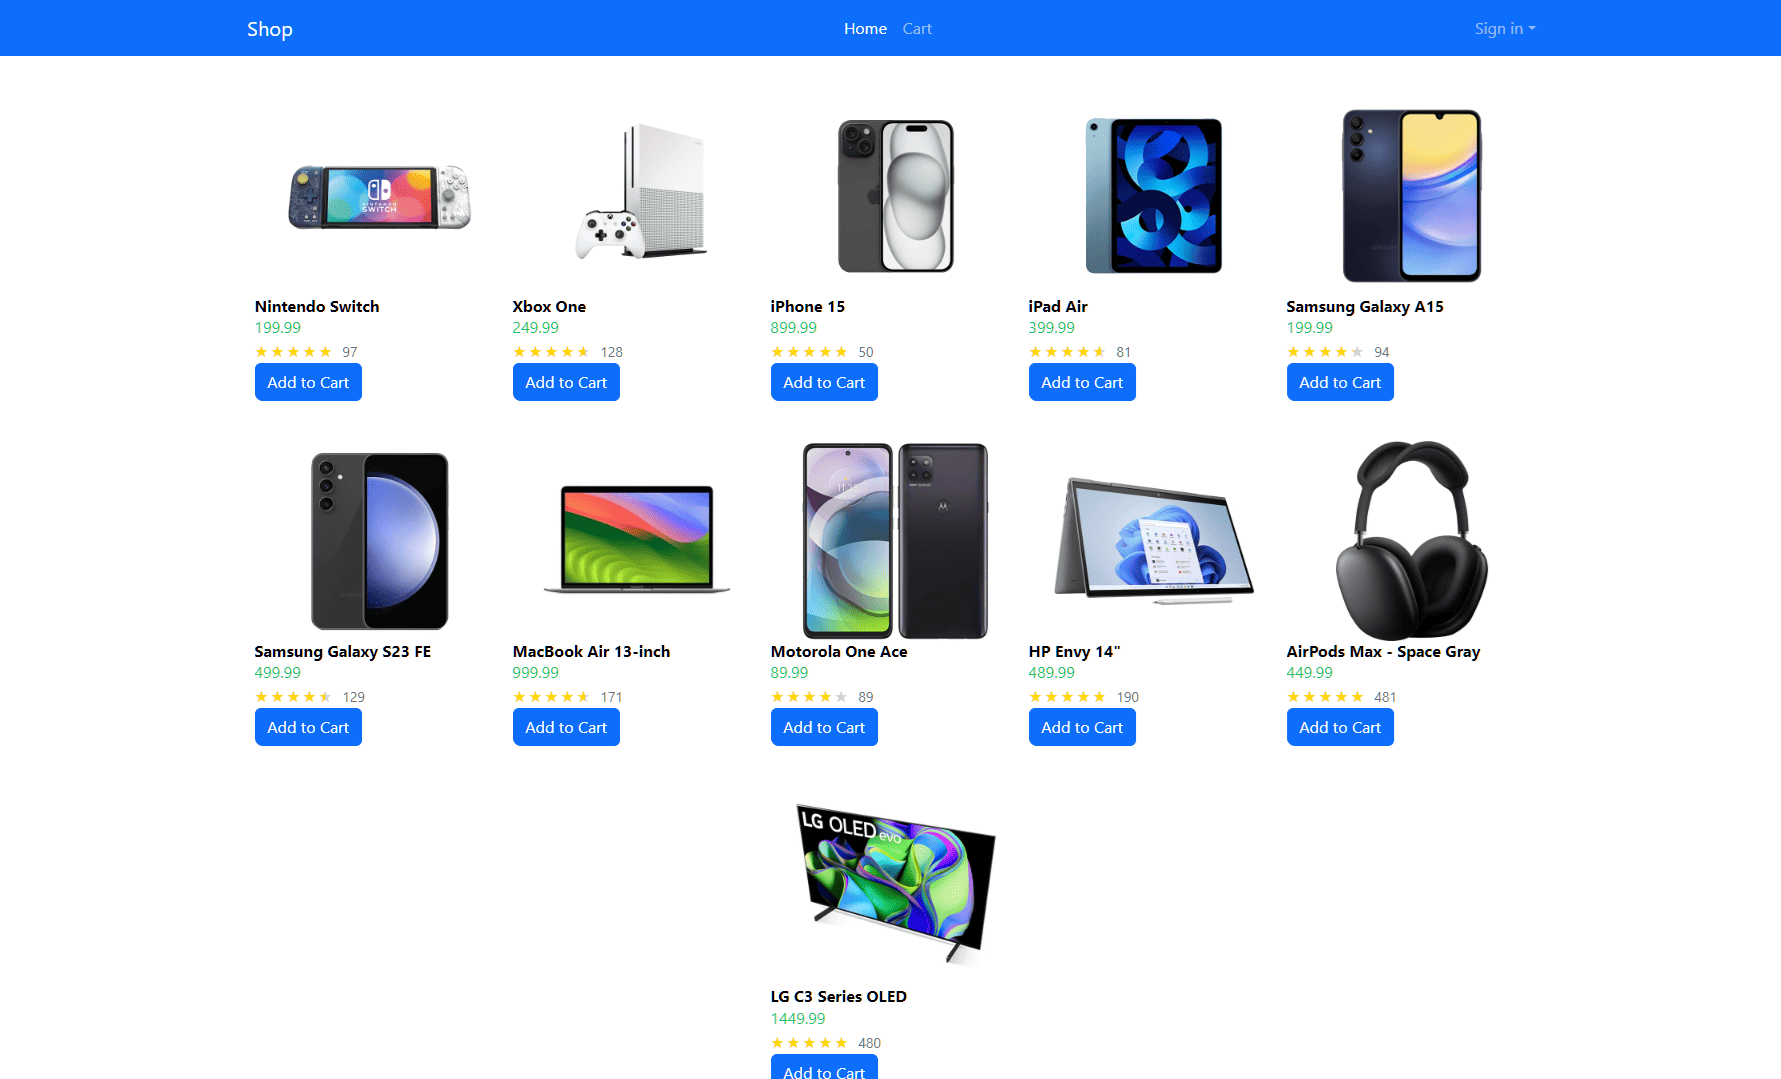 Shop
Home Cart
Sign in
NINTENDO
SWITCH
Nintendo Switch
199.99
97
Add to Cart
Xbox One
249.99
128
Add to Cart
iPhone 15
899.99
50
Add to Cart
iPad Air
399.99
81
Add to Cart
Samsung Galaxy A15
199.99
94
Add to Cart
Samsung Galaxy S23 FE
499.99
129
Add to Cart
MacBook Air 13-inch
999.99
171
Add to Cart
Motorola One Ace
89.99
89
Add to Cart
HP Envy 14"
489.99
190
Add to Cart
AirPods Max - Space Gray
449.99
481
Add to Cart
LG OLED evo
LG C3 Series OLED
1449.99
480
Add to Cart